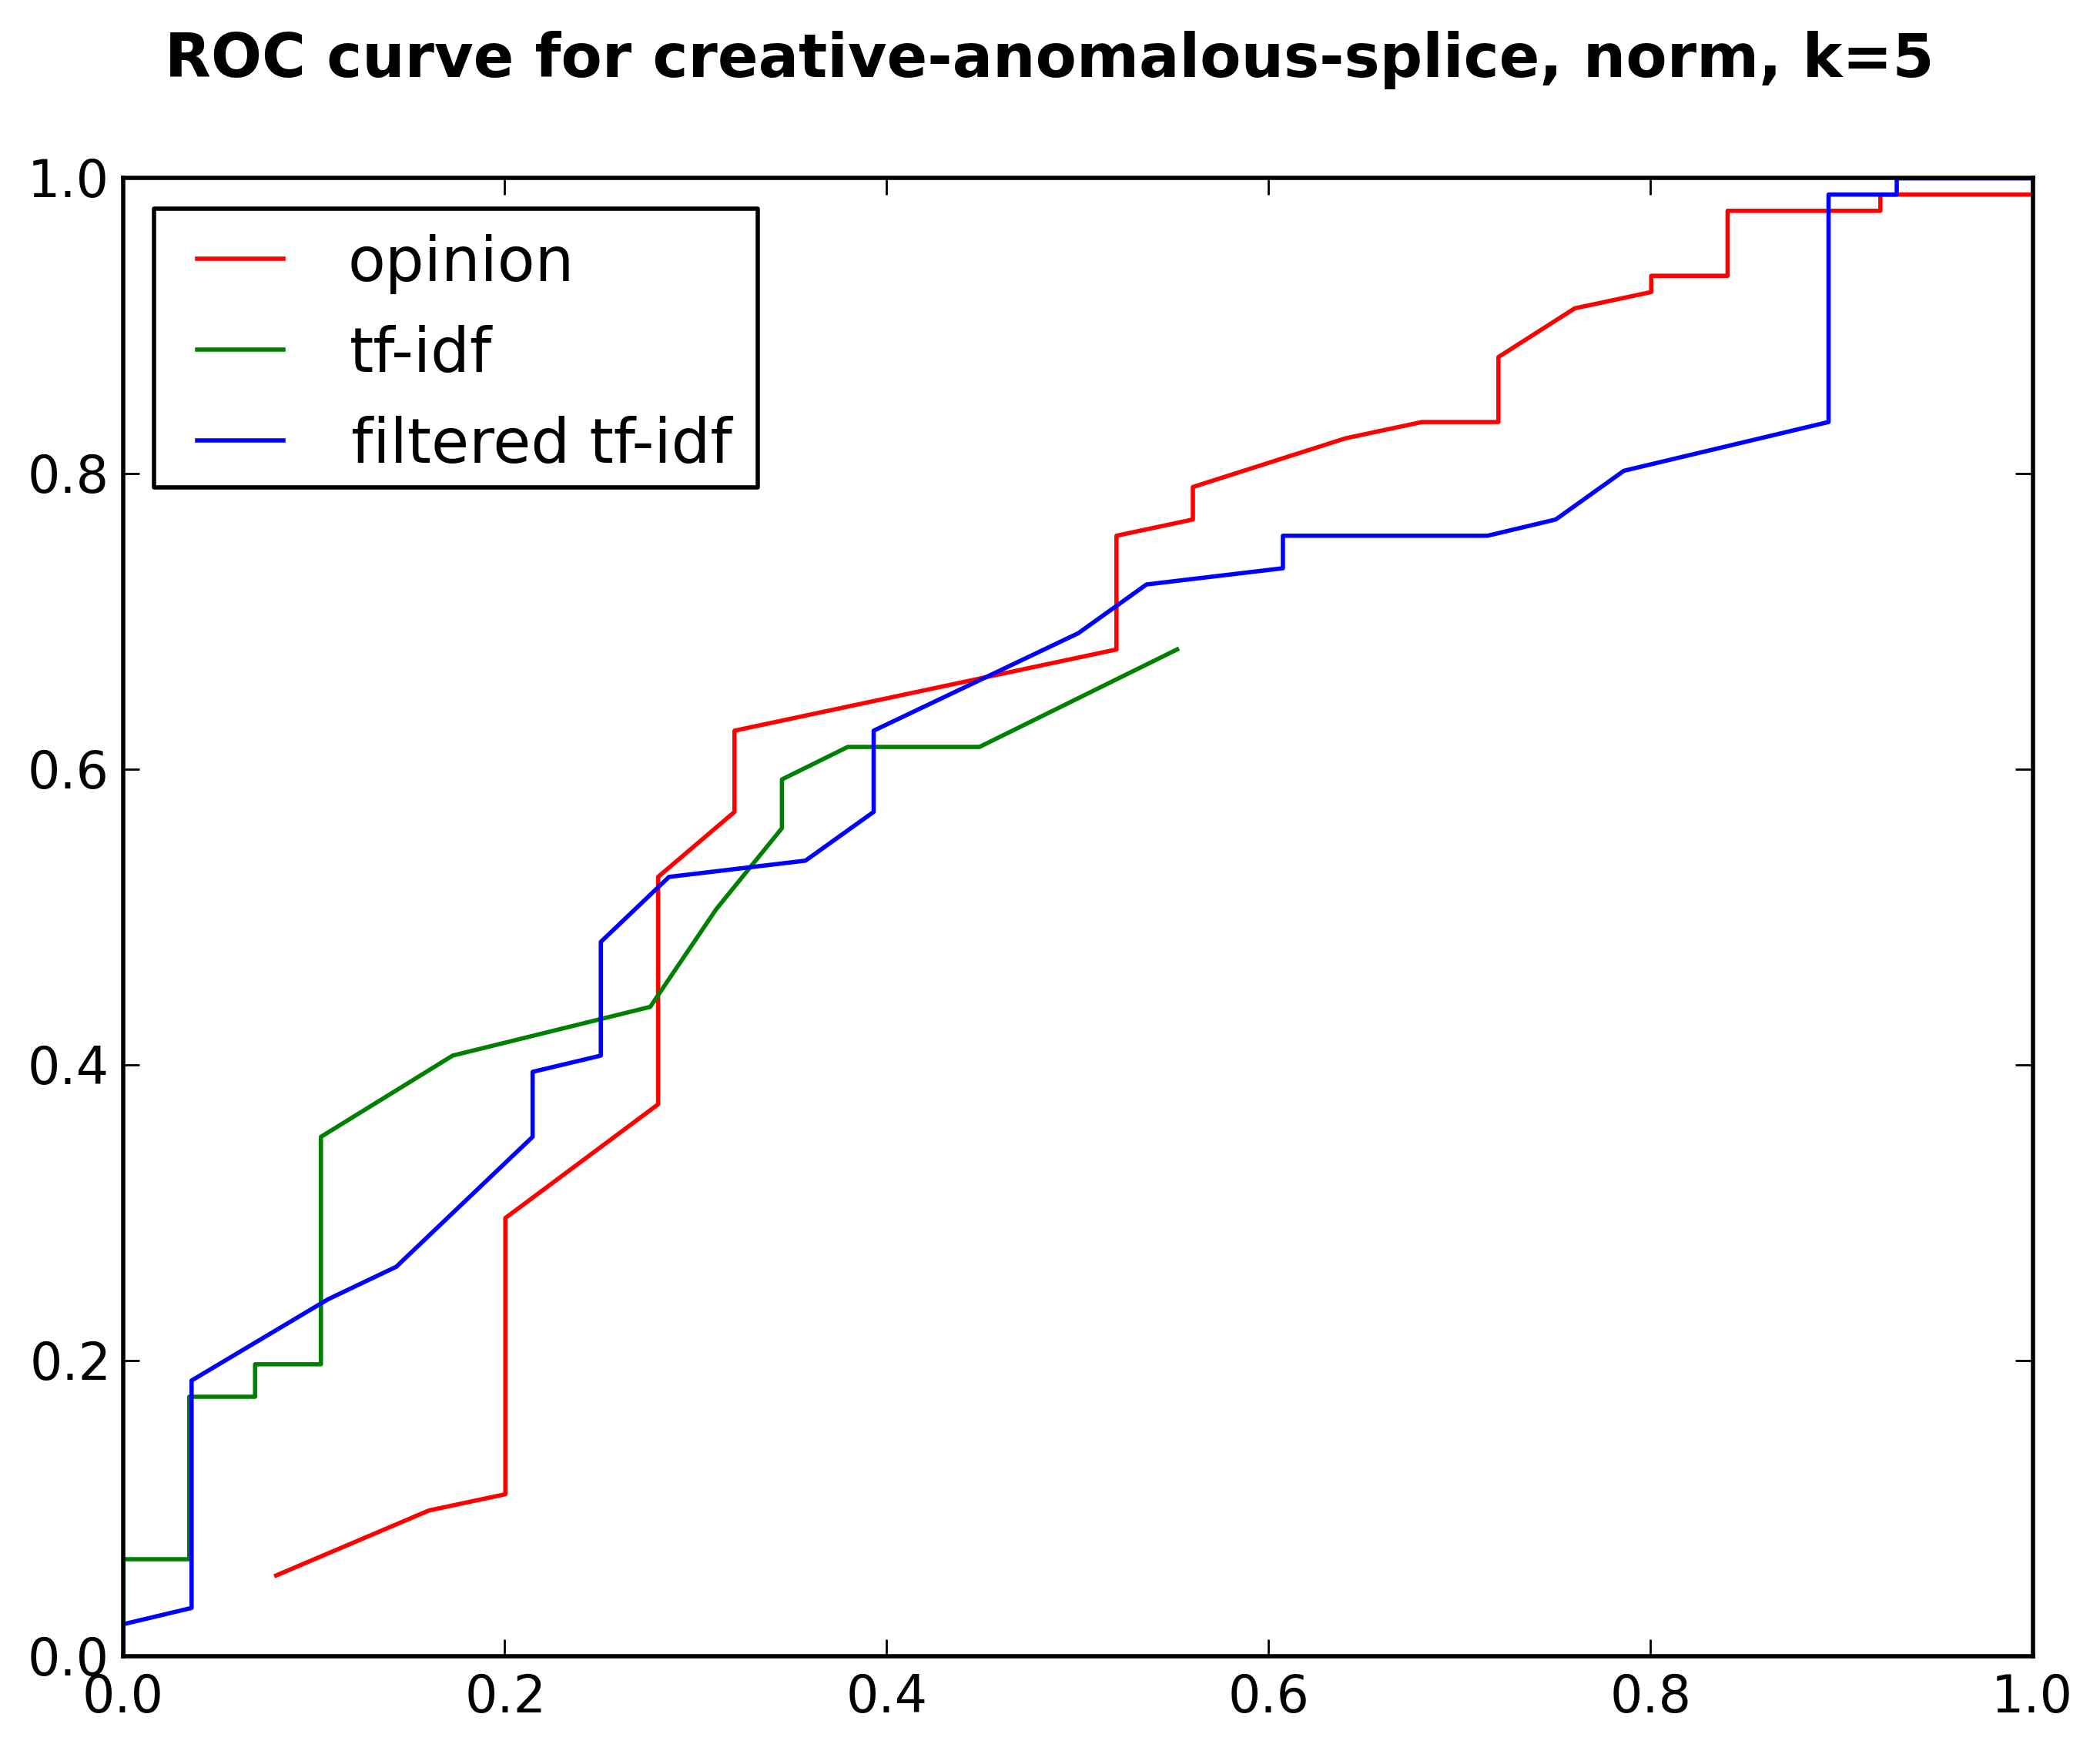 ROC curve for creative-anomalous-splice, norm, k=5
1.0
0.8
0.6
0.4
0.2
0.0
opinion
tf-idf
filtered tf-idf
0.0 0.2 0.4 0.6 0.8 1.0